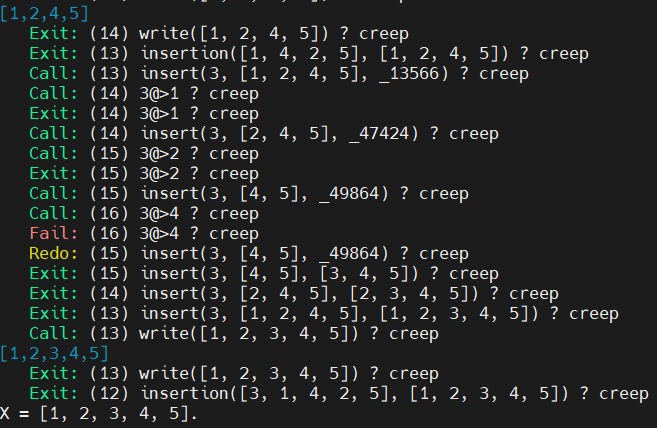 [1,2,4,5]
Exit: (14) write([1, 2, 4, 5]) ? creep
Exit: (13) insertion([1, 4, 2, 5], [1, 2, 4, 5]) ? creep
Call: (13) insert(3, [1, 2, 4, 5], _13566) ? creep
Call: (14) 3@>1 ? creep
Exit: (14) 3@>1 ? creep
Call: (14) insert(3, [2, 4, 5], _47424) ? creep
Call: (15) 3@>2 ? creep
Exit: (15) 3@>2 ? creep
Call: (15) insert(3, [4, 5], _49864) ? creep
Call: (16) 3@>4 ? creep
Fail: (16) 3@>4 ? creep
Redo: (15) insert(3, [4, 5], _49864) ? creep
Exit: (15) insert(3, [4, 5], [3, 4, 5]) ? creep
Exit: (14) insert(3, [2, 4, 5], [2, 3, 4, 5]) ? creep
Exit: (13) insert(3, [1, 2, 4, 5], [1, 2, 3, 4, 5]) ? creep
Call: (13) write([1, 2, 3, 4, 5]) ? creep
[1,2,3,4,5]
Exit: (13) write([1, 2, 3, 4, 5]) ? creep
Exit: (12) insertion([3, 1, 4, 2, 5], [1, 2, 3, 4, 5]) ? creep
X = [1, 2, 3, 4, 5].